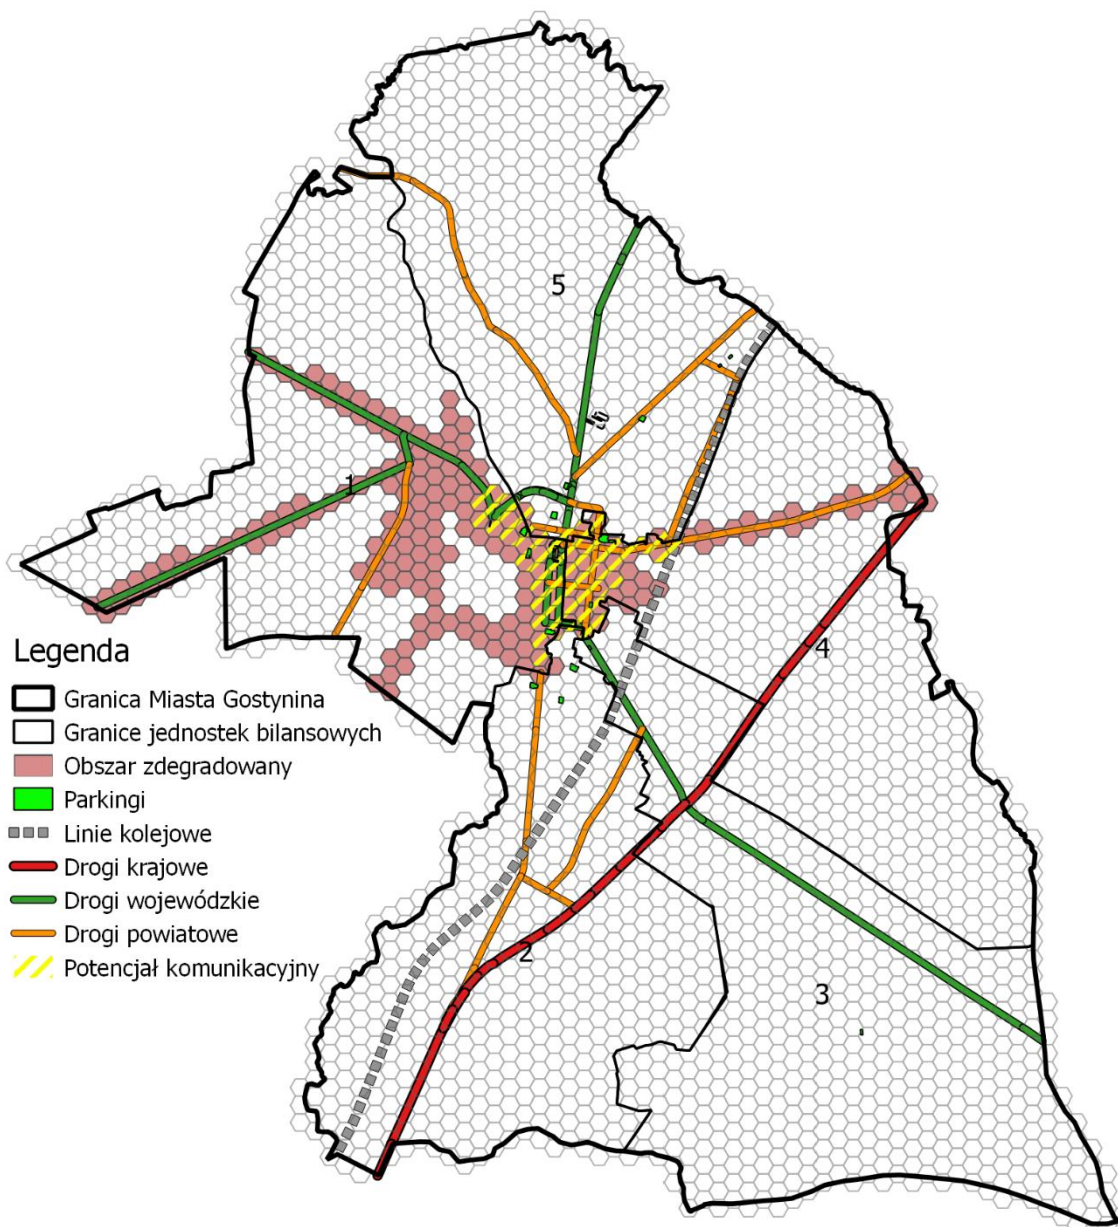 5
1
4
Legenda
Granica Miasta Gostynina
Granice jednostek bilansowych
Obszar zdegradowany
Parkingi
Linie kolejowe
Drogi krajowe
Drogi wojewódzkie
Drogi powiatowe
Potencjał komunikacyjny
2
3